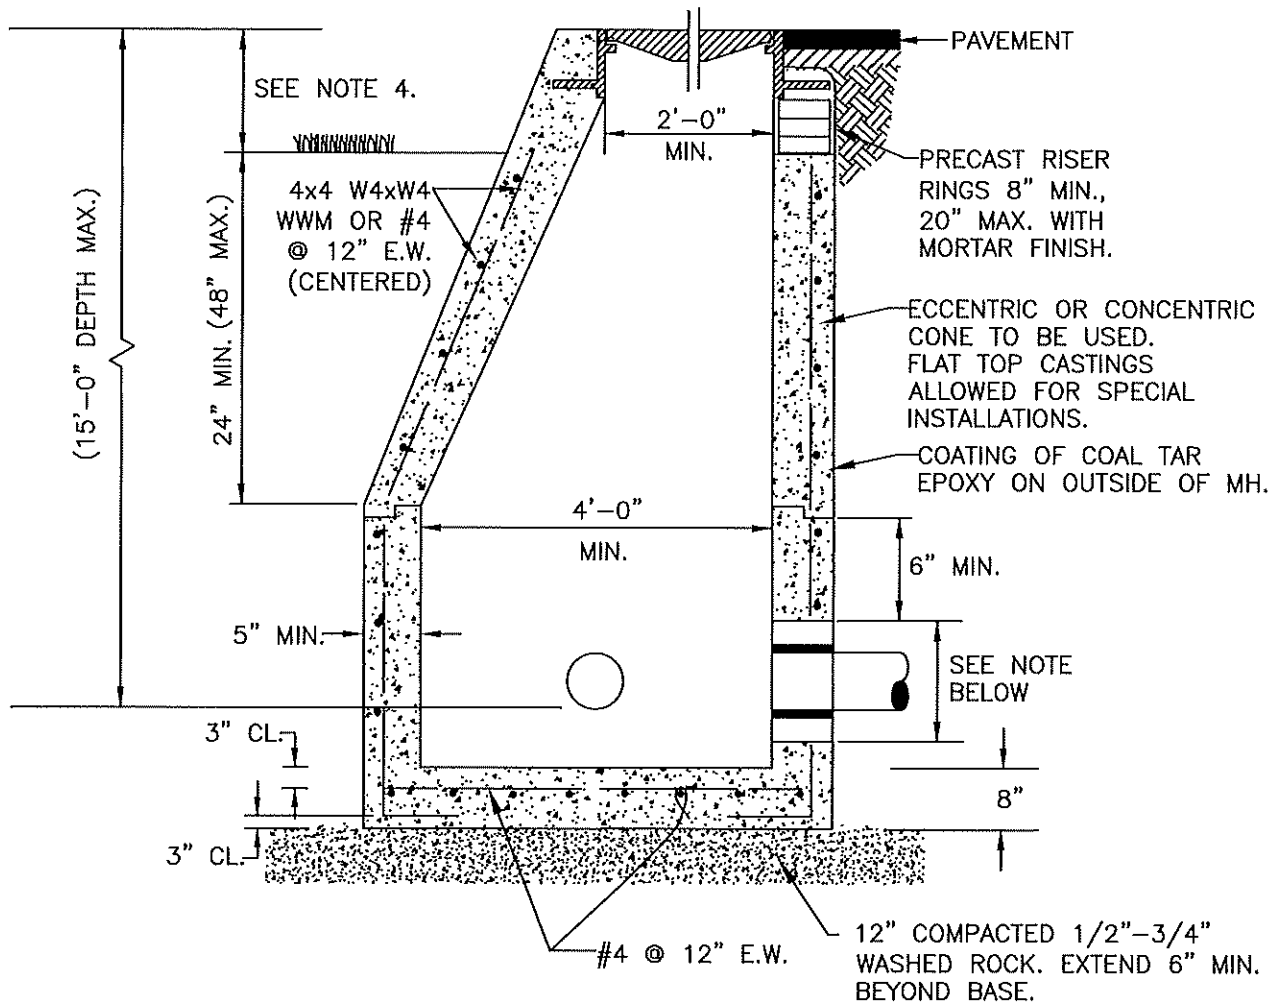 PAVEMENT
SEE NOTE 4.
2'-0"
MIN.
PRECAST RISER
RINGS 8" MIN.,
20" MAX. WITH
MORTAR FINISH.
4x4 W4xW4
WWM OR #4
@ 12" E.W.
(CENTERED)
(15'-0" DEPTH MAX.)
24" MIN. (48" MAX.)
ECCENTRIC OR CONCENTRIC
CONE TO BE USED.
FLAT TOP CASTINGS
ALLOWED FOR SPECIAL
INSTALLATIONS.
COATING OF COAL TAR
EPOXY ON OUTSIDE OF MH.
4'-0"
MIN.
6" MIN.
5" MIN.
SEE NOTE
BELOW
3" CL.
8"
3" CL.
#4 @ 12" E.W.
12" COMPACTED 1/2"-3/4"
WASHED ROCK. EXTEND 6" MIN.
BEYOND BASE.